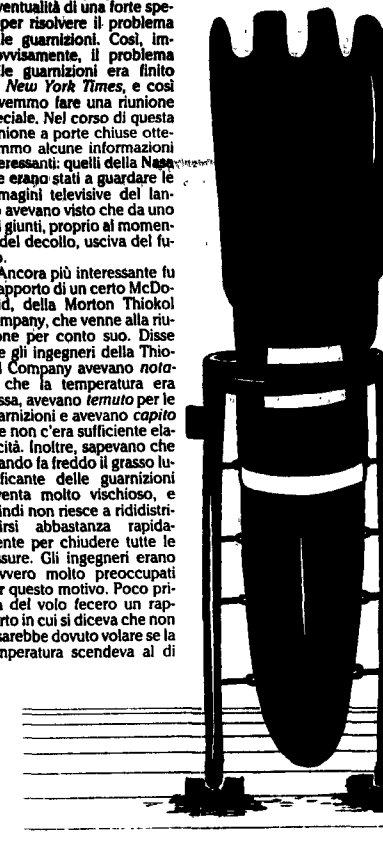 ventualità di una forte spe-
per risolvere il problema
le guarnizioni. Così, im-
ovvisamente, il problema
le guarnizioni era finito
New York Times, e così
vemmo fare una riunione
eciale. Nel corso di questa
nione a porte chiuse otte-
mmo alcune informazioni
eressanti: quelli della Nasa
e erano stati a guardare le
magini televisive del lan-
o avevano visto che da uno
i giunti, proprio al momen-
del decollo, usciva del fu-
o.
Ancora più interessante fu
apporto di un certo McDo-
ld, della Morton Thiokol
mpany, che venne alla riu-
one per conto suo. Disse
e gli ingegneri della Thio-
l Company avevano nota-
che la temperatura era
ssa, avevano temuto per le
arnizioni e avevano capito
e non c'era sufficiente ela-
cità. Inoltre, sapevano che
ando fa freddo il grasso lu-
ficante delle guarnizioni
venta molto vischioso, e
indi non riesce a rididistri-
irsi abbastanza rapida-
ente per chiudere tutte le
ssure. Gli ingegneri erano
vvero molto preoccupati
r questo motivo. Poco pri-
a del volo fecero un rap-
rto in cui si diceva che non
sarebbe dovuto volare se la
mperatura scendeva al di